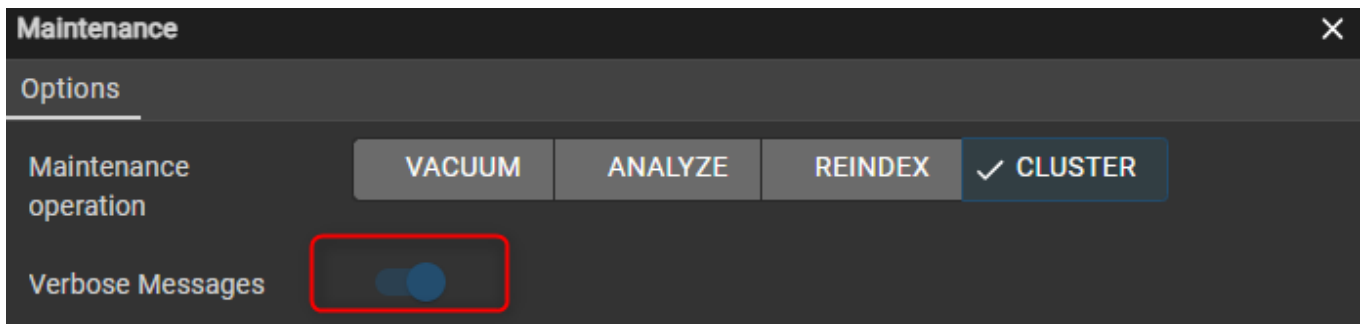 Maintenance
Options
Maintenance operation VACUUM ANALYZE REINDEX CLUSTER
Verbose Messages